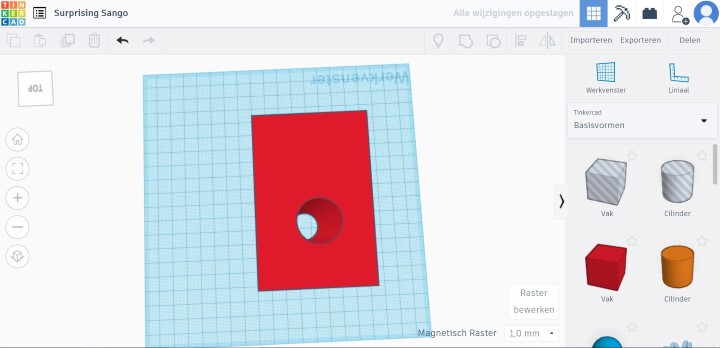 TIN
KER
CAD
Surprising Sango
Alle wijzigingen opgeslagen
Importeren
Exporteren
Delen
TOP
Werkvenster
Werkvenster
Liniaal
Tinkercad
Basisvormen
Vak
Cilinder
Vak
Cilinder
Raster
bewerken
Magnetisch Raster
1,0 mm